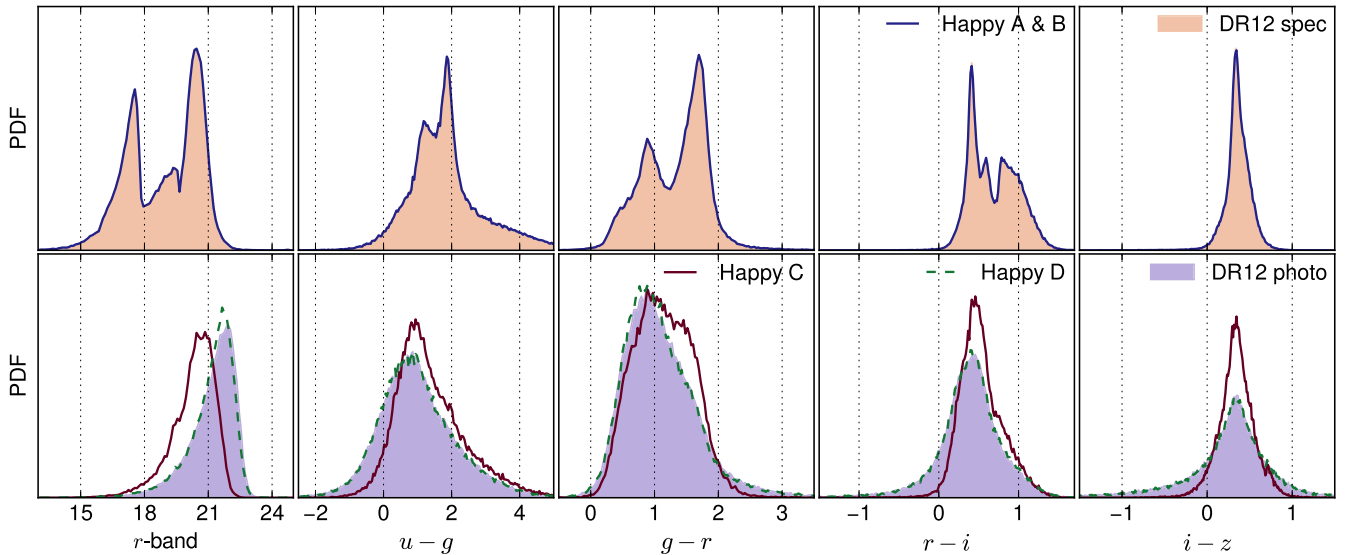 PDF
Happy A & B
DR12 spec
PDF
Happy C
Happy D
DR12 photo
15 18 21 24
−2 0 2 4
0 1 2 3
−1 0 1
−1 0 1
r-band
u − g
g − r
r − i
i − z